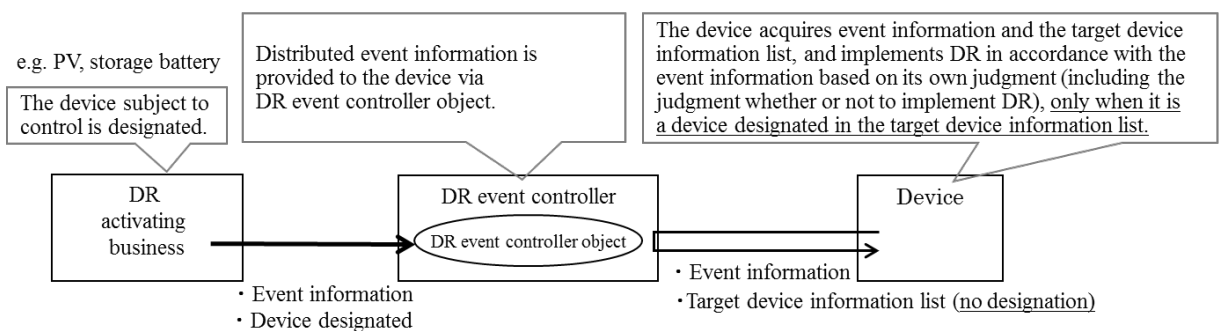 e.g. PV, storage battery
The device subject to
control is designated.
Distributed event information is
provided to the device via
DR event controller object.
The device acquires event information and the target device
information list, and implements DR in accordance with the
event information based on its own judgment (including the
judgment whether or not to implement DR), only when it is
a device designated in the target device information list.
DR
activating
business
DR event controller
DR event controller object
Device
・Event information
・Device designated
・Event information
・Target device information list (no designation)